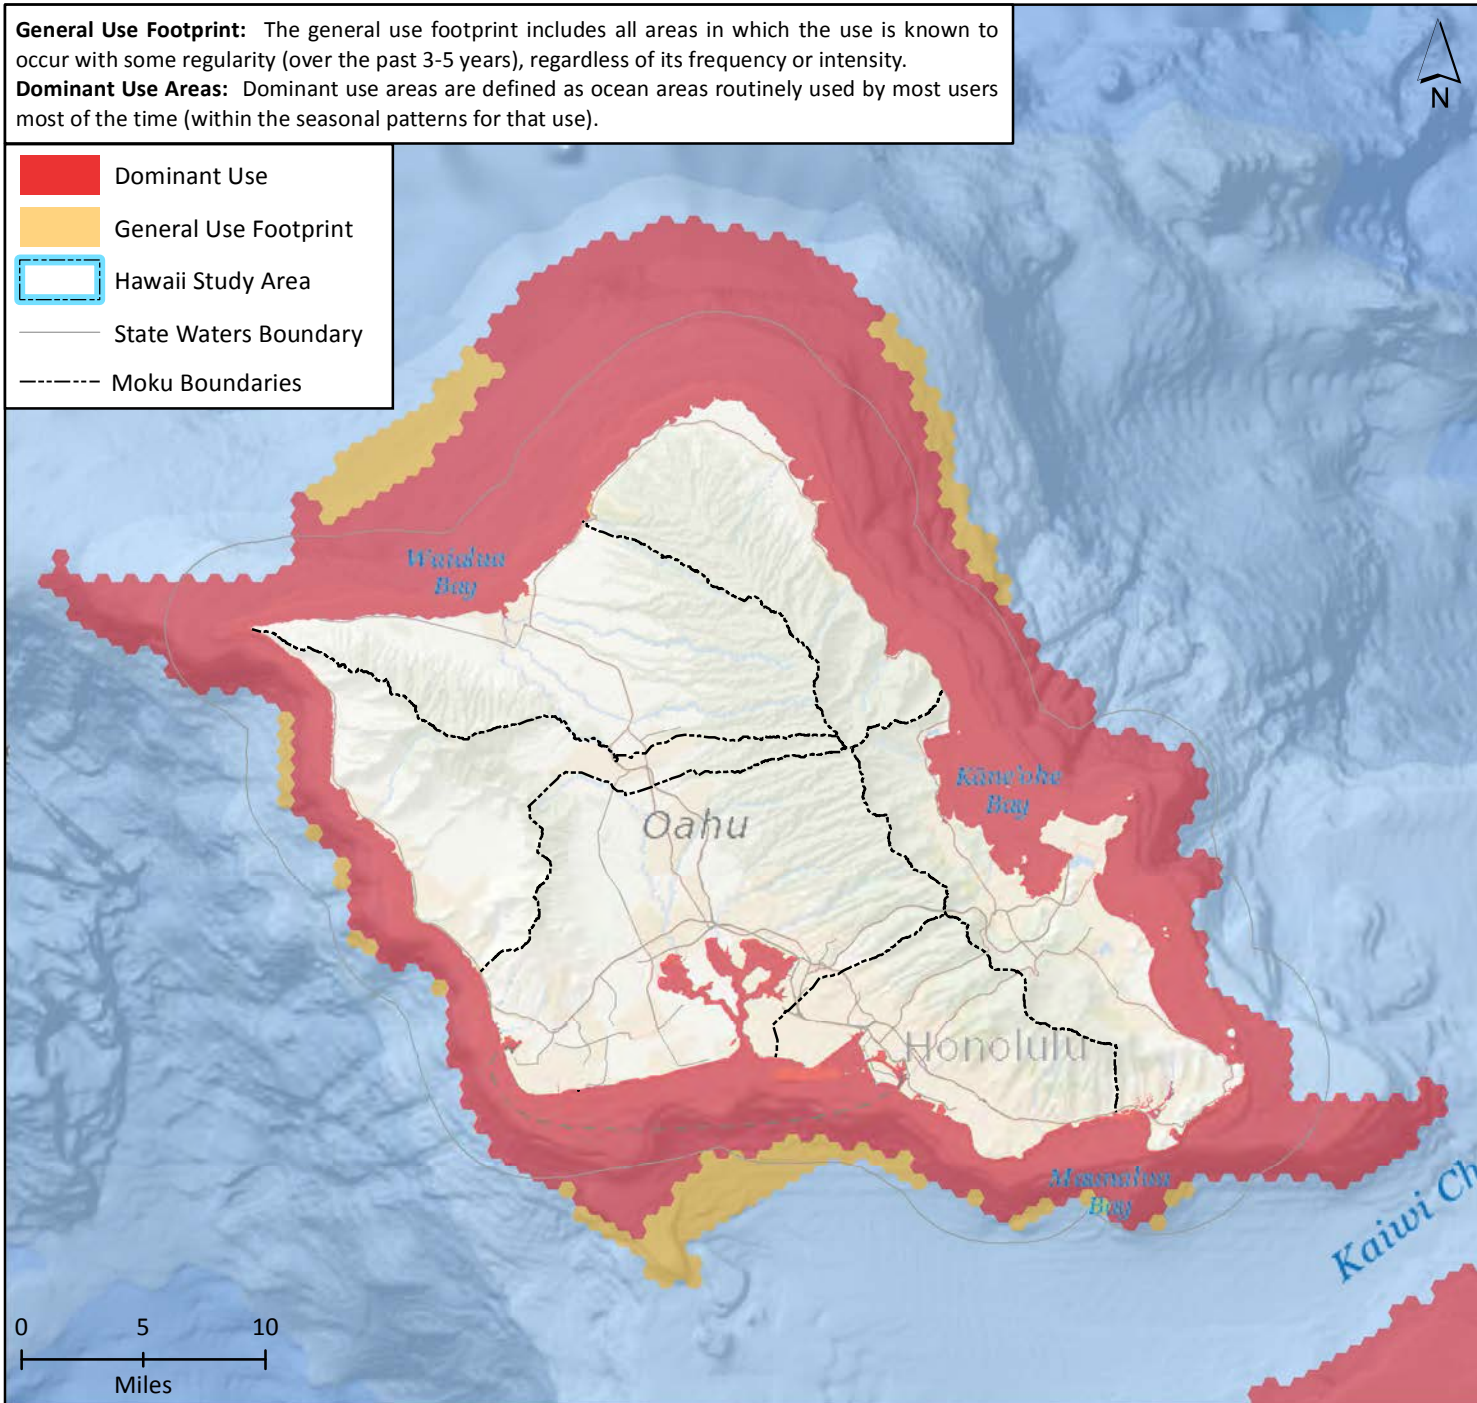 General Use Footprint: The general use footprint includes all areas in which the use is known to
occur with some regularity (over the past 3-5 years), regardless of its frequency or intensity.
Dominant Use Areas: Dominant use areas are defined as ocean areas routinely used by most users
most of the time (within the seasonal patterns for that use).
N
Dominant Use
General Use Footprint
Hawaii Study Area
State Waters Boundary
Moku Boundaries
Waialua
Bay
Kāne'ohe
Bay
Oahu
Honolulu
Maunalua
Bay
Kaiwi Ch
0 5 10
Miles